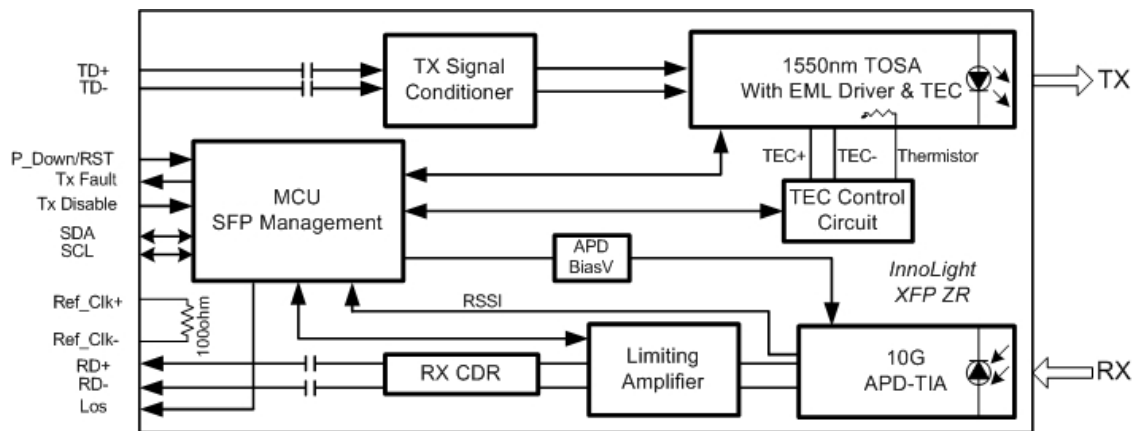 TD+
TD-
TX Signal
Conditioner
1550nm TOSA
With EML Driver & TEC
TX
P_Down/RST
Tx Fault
Tx Disable
SDA
SCL
MCU
SFP Management
TEC+
TEC-
Thermistor
TEC Control
Circuit
APD
BiasV
InnoLight
XFP ZR
Ref_Clk+
Ref_Clk-
100ohm
RSSI
RD+
RD-
Los
RX CDR
Limiting
Amplifier
10G
APD-TIA
RX